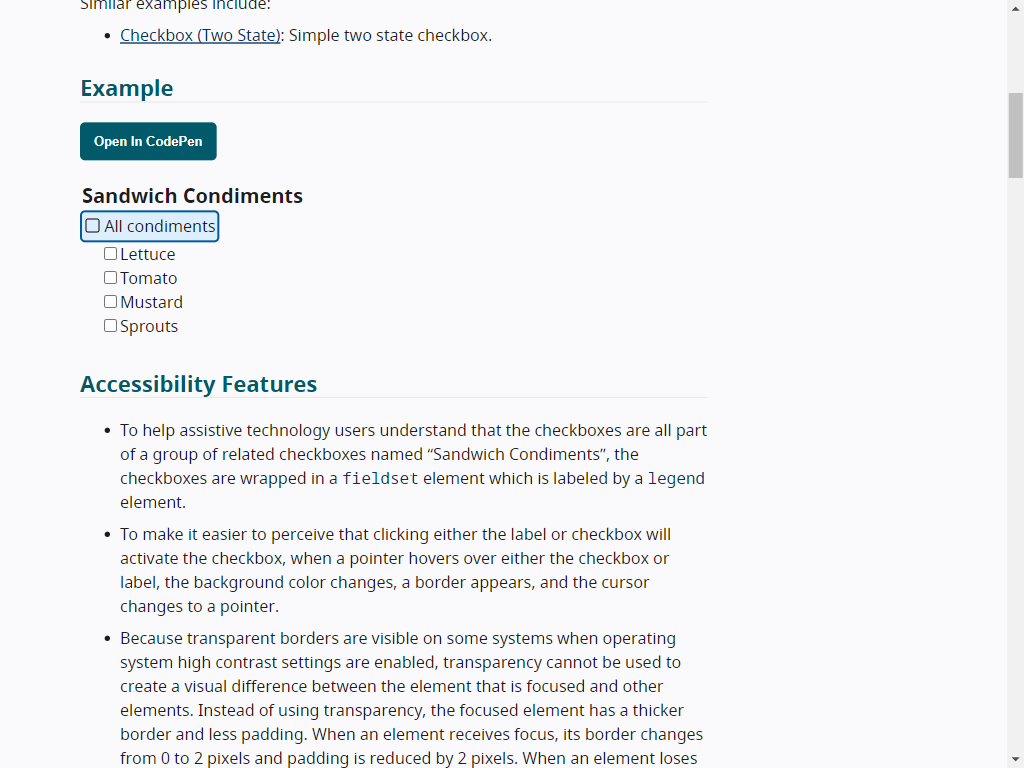 Similar examples include:
Checkbox (Two State): Simple two state checkbox.
Example
Open In CodePen
Sandwich Condiments
All condiments
Lettuce
Tomato
Mustard
Sprouts
Accessibility Features
To help assistive technology users understand that the checkboxes are all part
of a group of related checkboxes named “Sandwich Condiments”, the
checkboxes are wrapped in a fieldset element which is labeled by a legend
element.
To make it easier to perceive that clicking either the label or checkbox will
activate the checkbox, when a pointer hovers over either the checkbox or
label, the background color changes, a border appears, and the cursor
changes to a pointer.
Because transparent borders are visible on some systems when operating
system high contrast settings are enabled, transparency cannot be used to
create a visual difference between the element that is focused and other
elements. Instead of using transparency, the focused element has a thicker
border and less padding. When an element receives focus, its border changes
from 0 to 2 pixels and padding is reduced by 2 pixels. When an element loses